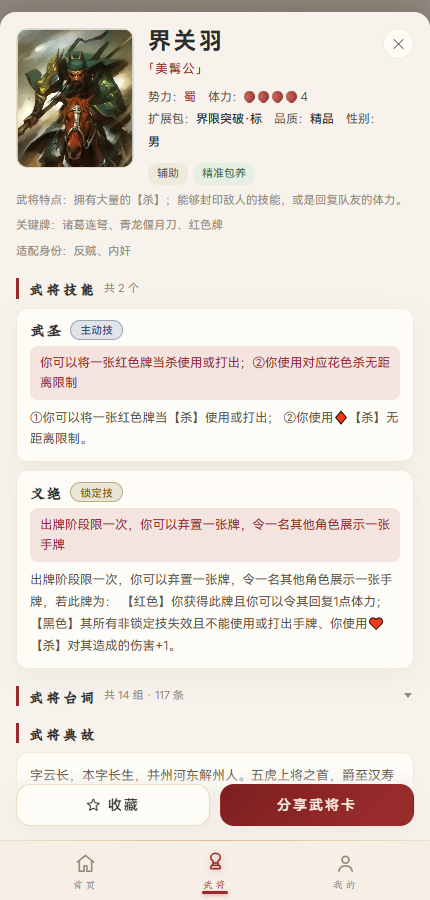 界关羽
「美髯公」
势力: 蜀 体力: 4
扩展包: 界限突破·标 品质: 精品 性别:
男
辅助 精准包养
武将特点: 拥有大量的【杀】；能够封印敌人的技能，或是回复队友的体力。
关键牌: 诸葛连弩、青龙偃月刀、红色牌
适配身份: 反贼、内奸
武将技能 共 2 个
武圣 主动技
你可以将一张红色牌当杀使用或打出；②你使用对应花色杀无距
离限制
①你可以将一张红色牌当【杀】使用或打出； ②你使用♦【杀】无
距离限制。
义绝 锁定技
出牌阶段限一次，你可以弃置一张牌，令一名其他角色展示一张
手牌
出牌阶段限一次，你可以弃置一张牌，令一名其他角色展示一张手
牌，若此牌为： 【红色】你获得此牌且你可以令其回复1点体力；
【黑色】其所有非锁定技失效且不能使用或打出手牌、你使用♥
【杀】对其造成的伤害+1。
武将台词 共 14 组 · 117 条
武将典故
字云长，本字长生，并州河东解州人。五虎上将之首，爵至汉寿
收藏 分享武将卡
首页 武将 我的